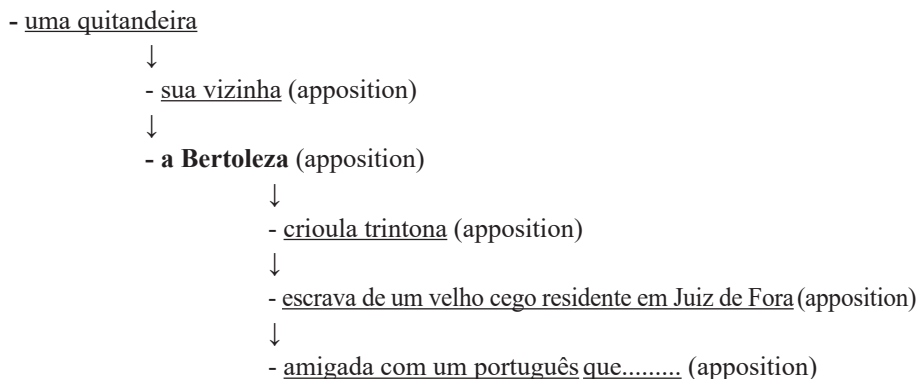 - uma quitandeira
↓
- sua vizinha (apposition)
↓
- a Bertoleza (apposition)
↓
- crioula trintona (apposition)
↓
- escrava de um velho cego residente em Juiz de Fora (apposition)
↓
- amigada com um português que......... (apposition)